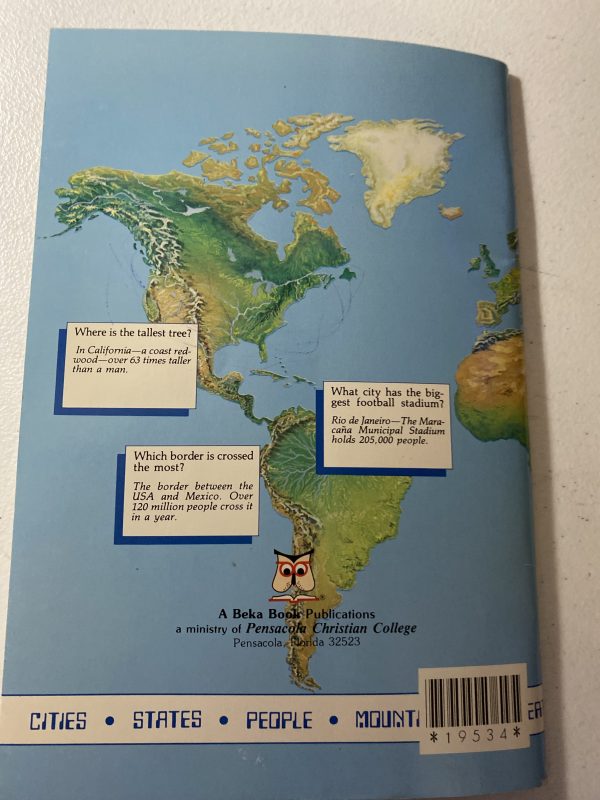 Where is the tallest tree?
In California—a coast red-
wood—over 63 times taller
than a man.
What city has the big-
gest football stadium?
Rio de Janeiro—The Mara-
caña Municipal Stadium
holds 205,000 people.
Which border is crossed
the most?
The border between the
USA and Mexico. Over
120 million people cross it
in a year.
A Beka Book Publications
a ministry of Pensacola Christian College
Pensacola, Florida 32523
CITIES • STATES • PEOPLE •
*19534*